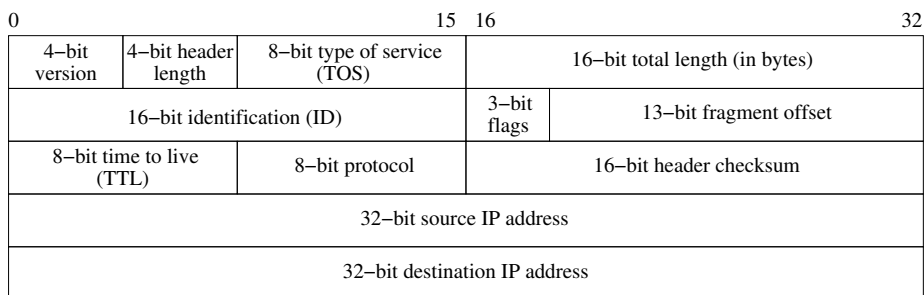 0 15 16 32
4−bit version
4−bit header length
8−bit type of service (TOS)
16−bit total length (in bytes)
16−bit identification (ID)
3−bit flags
13−bit fragment offset
8−bit time to live (TTL)
8−bit protocol
16−bit header checksum
32−bit source IP address
32−bit destination IP address